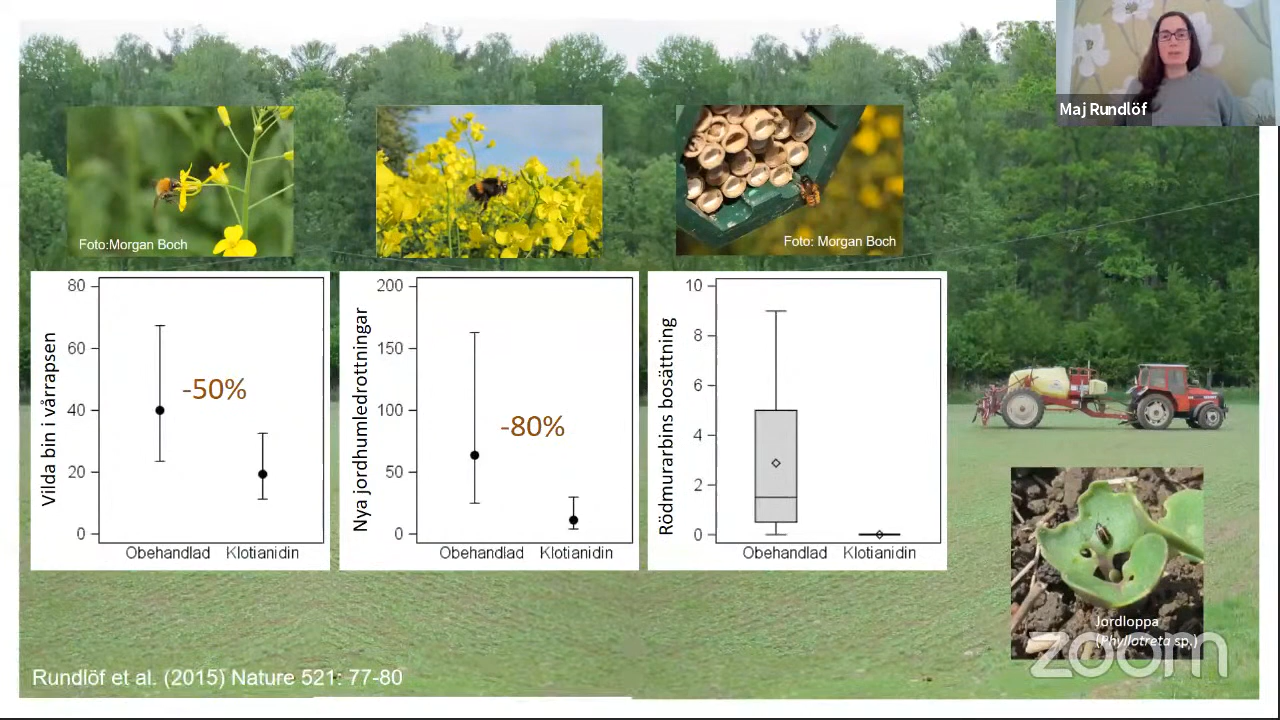 Maj Rundlöf
Foto:Morgan Boch
Foto: Morgan Boch
Vilda bin i vårrapsen
80
60
40
20
0
-50%
Obehandlad Klotianidin
Nya jordhumledrottningar
200
150
100
50
0
-80%
Obehandlad Klotianidin
Rödmurarbins bosättning
10
8
6
4
2
0
Obehandlad Klotianidin
Jordloppa
(Phyllotreta sp.)
zoom
Rundlöf et al. (2015) Nature 521: 77-80